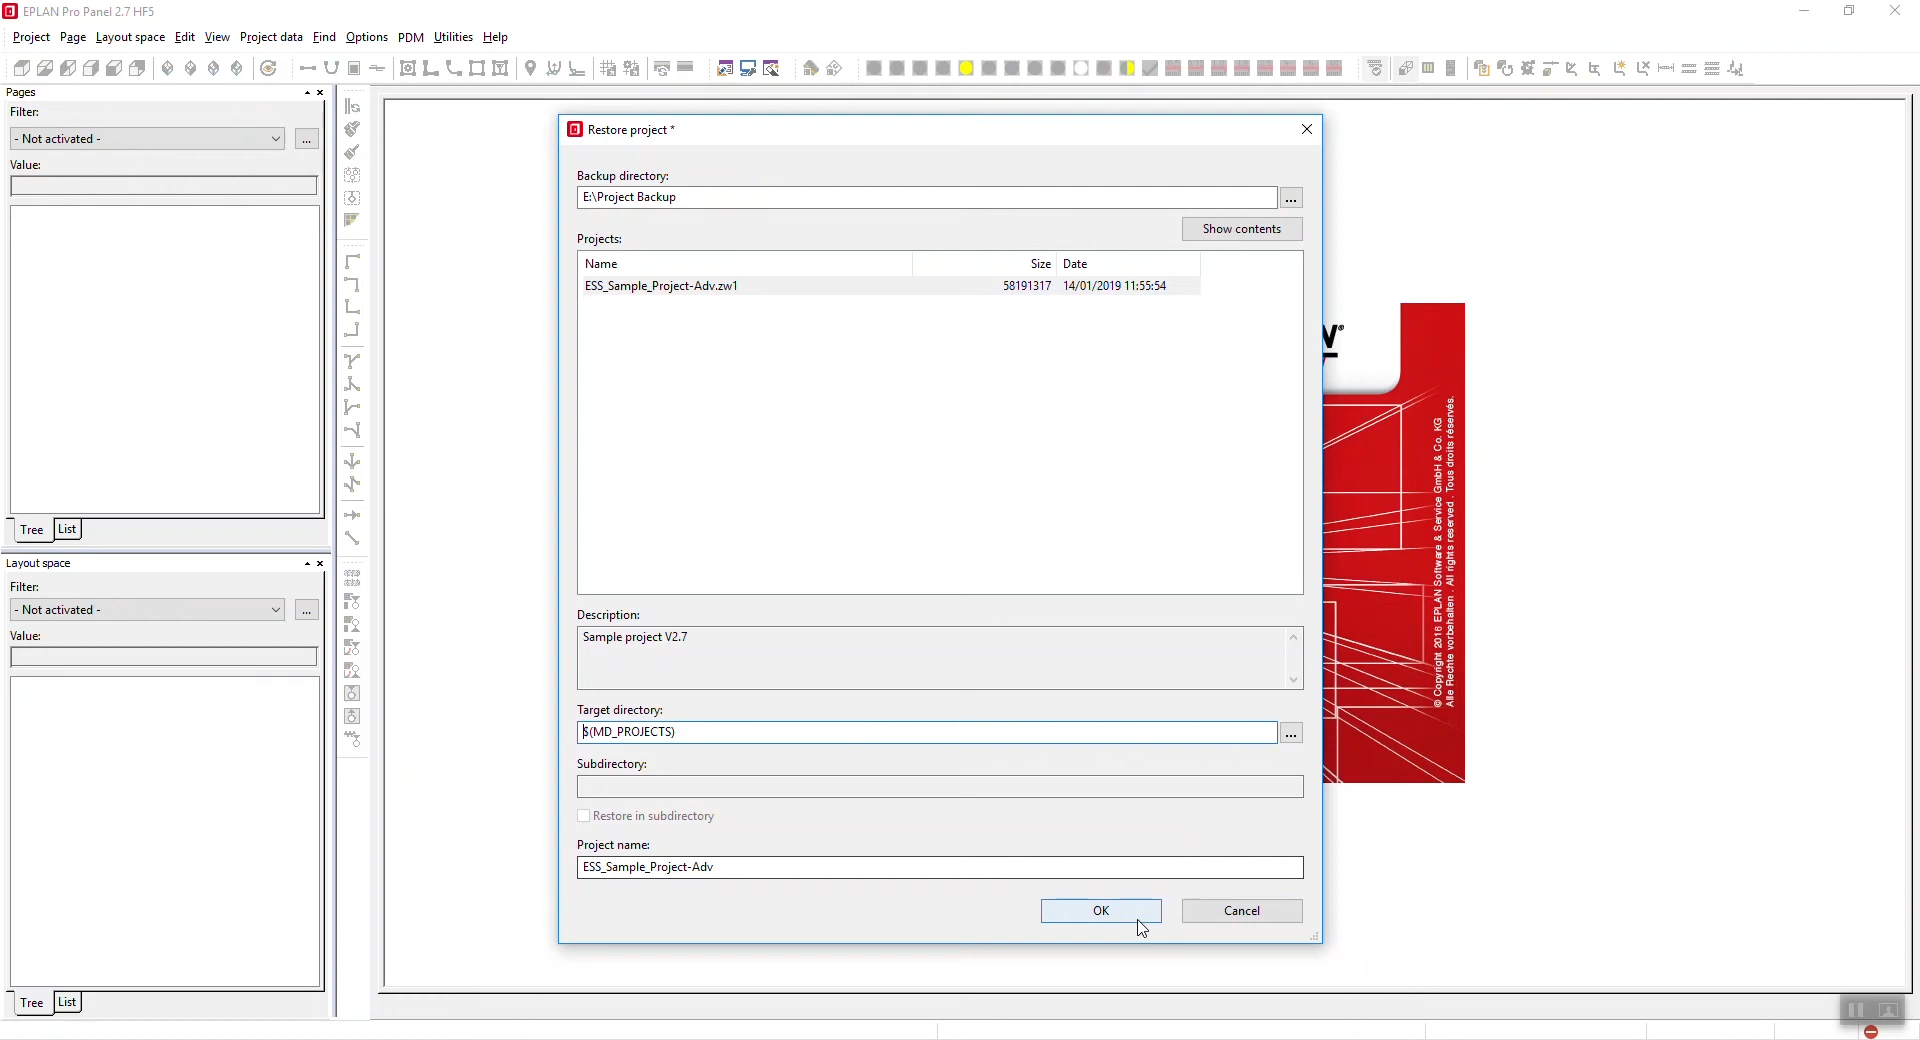 EPLAN Pro Panel 2.7 HF5
Project Page Layout space Edit View Project data Find Options PDM Utilities Help
Pages
Filter:
- Not activated -
...
Value:
Tree List
Layout space
Filter:
- Not activated -
...
Value:
Tree List
Restore project *
Backup directory:
E:\Project Backup
...
Show contents
Projects:
Name Size Date
ESS_Sample_Project-Adv.zw1 58191317 14/01/2019 11:55:54
Description:
Sample project V2.7
Target directory:
$(MD_PROJECTS)
...
Subdirectory:
Restore in subdirectory
Project name:
ESS_Sample_Project-Adv
OK Cancel
© Copyright 2016 EPLAN Software & Service GmbH & Co. KG
Alle Rechte vorbehalten . All rights reserved . Tous droits réservés.